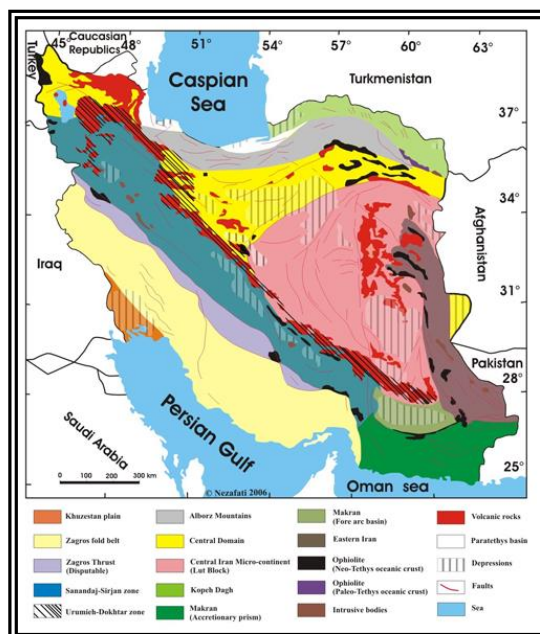 45°
Caucasian
Republics
48°
51°
54°
57°
60°
63°
Turkey
Caspian
Sea
Turkmenistan
37°
34°
Afghanistan
Iraq
31°
Pakistan
28°
Saudi Arabia
Persian Gulf
25°
0 100 200 300 km
© Nezafati 2006
Oman sea
Khuzestan plain
Zagros fold belt
Zagros Thrust
(Disputable)
Sanandaj-Sirjan zone
Urumieh-Dokhtar zone
Alborz Mountains
Central Domain
Central Iran Micro-continent
(Lut Block)
Kopeh Dagh
Makran
(Accretionary prism)
Makran
(Fore arc basin)
Eastern Iran
Ophiolite
(Neo-Tethys oceanic crust)
Ophiolite
(Paleo-Tethys oceanic crust)
Intrusive bodies
Volcanic rocks
Paratethys basin
Depressions
Faults
Sea